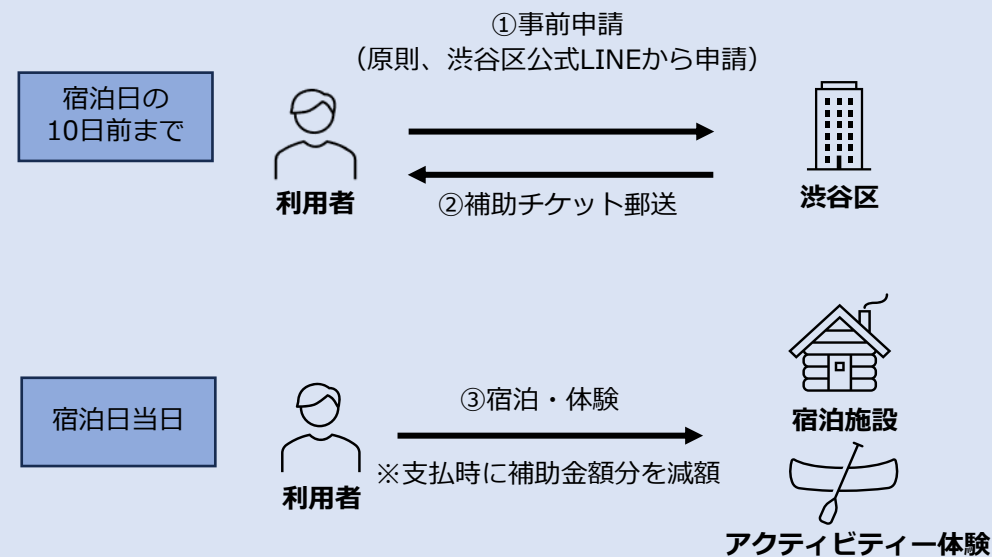 ①事前申請
（原則、渋谷区公式LINEから申請）
宿泊日の
10日前まで
利用者
②補助チケット郵送
渋谷区
宿泊日当日
③宿泊・体験
宿泊施設
※支払時に補助金額分を減額
利用者
アクティビティー体験